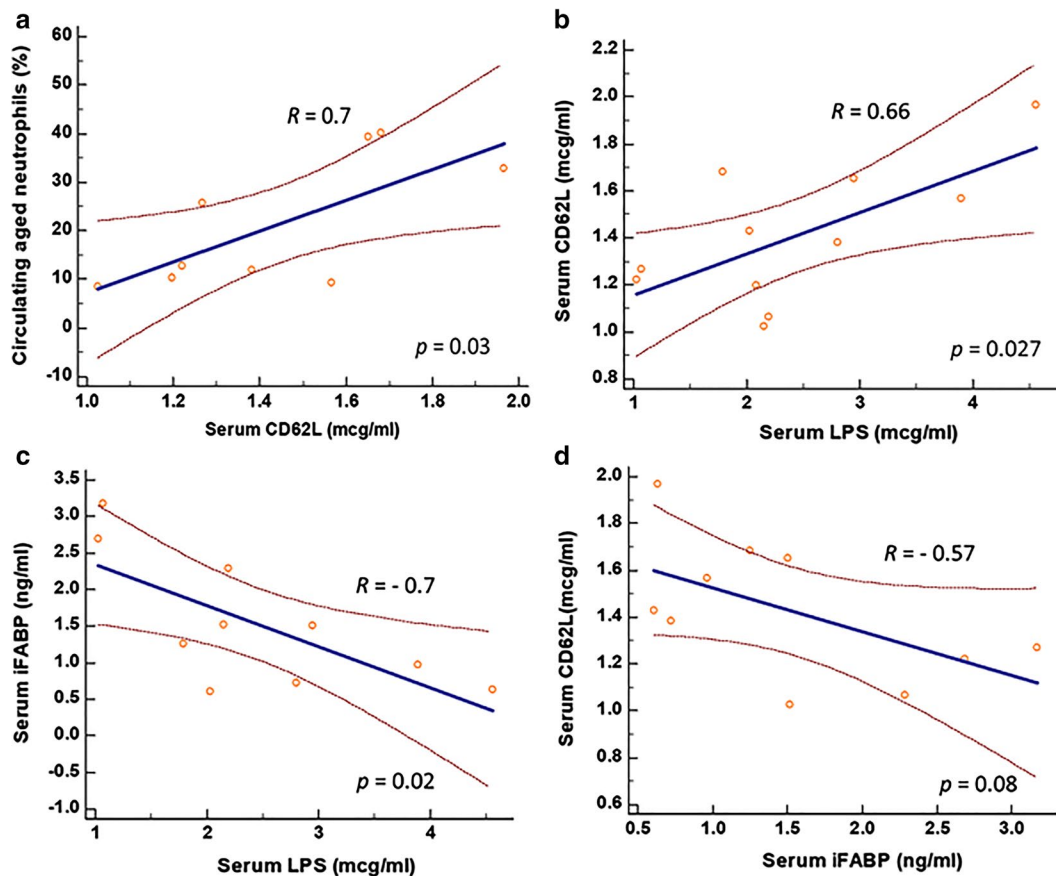 a
Circulating aged neutrophils (%)
60
50
40
30
20
10
0
-10
R = 0.7
p = 0.03
1.0 1.2 1.4 1.6 1.8 2.0
Serum CD62L (mcg/ml)
b
Serum CD62L (mcg/ml)
2.2
2.0
1.8
1.6
1.4
1.2
1.0
0.8
R = 0.66
p = 0.027
1 2 3 4
Serum LPS (mcg/ml)
c
Serum iFABP (ng/ml)
3.5
3.0
2.5
2.0
1.5
1.0
0.5
0.0
-0.5
-1.0
R = - 0.7
p = 0.02
1 2 3 4
Serum LPS (mcg/ml)
d
Serum CD62L(mcg/ml)
2.0
1.8
1.6
1.4
1.2
1.0
0.8
0.6
R = - 0.57
p = 0.08
0.5 1.0 1.5 2.0 2.5 3.0
Serum iFABP (ng/ml)